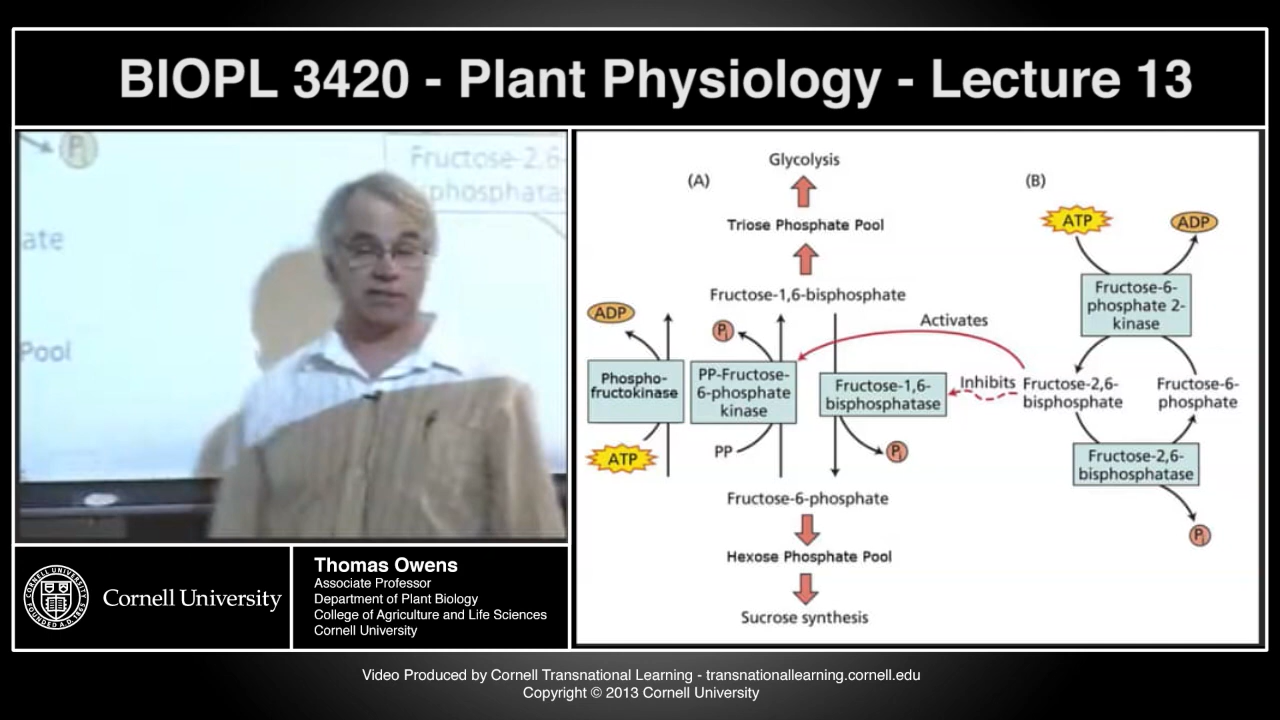 BIOPL 3420 - Plant Physiology - Lecture 13
Pi
Fructose-2,6-
phosphata
ate
Pool
Glycolysis
(A)
(B)
Triose Phosphate Pool
ATP
ADP
Fructose-1,6-bisphosphate
Fructose-6-
phosphate 2-
kinase
ADP
Pi
Activates
Phospho-
fructokinase
PP-Fructose-
6-phosphate
kinase
Fructose-1,6-
bisphosphatase
Inhibits
Fructose-2,6-
bisphosphate
Fructose-6-
phosphate
ATP
PP
Pi
Fructose-2,6-
bisphosphatase
Fructose-6-phosphate
Pi
Hexose Phosphate Pool
Sucrose synthesis
Cornell University
Thomas Owens
Associate Professor
Department of Plant Biology
College of Agriculture and Life Sciences
Cornell University
Video Produced by Cornell Transnational Learning - transnationallearning.cornell.edu
Copyright © 2013 Cornell University